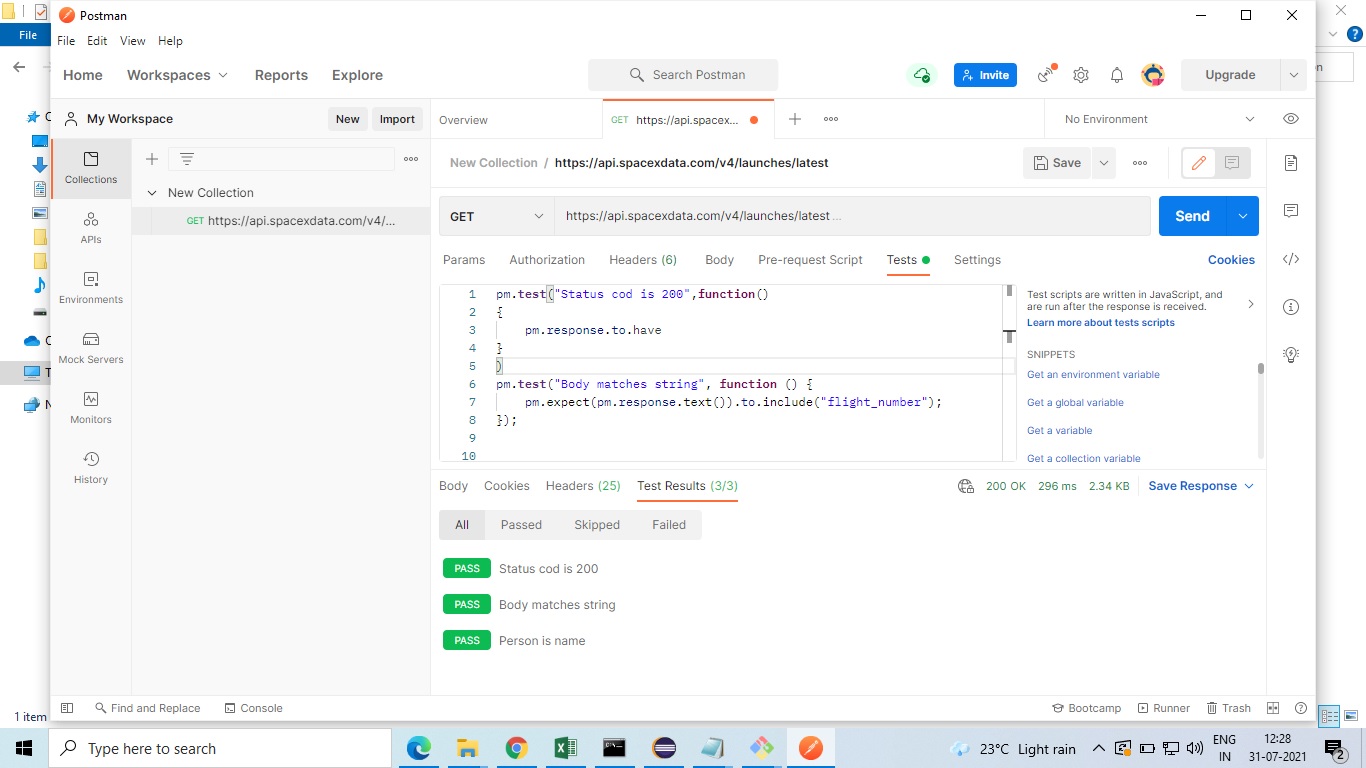 Postman
File
File Edit View Help
Home Workspaces Reports Explore
Search Postman
Invite
Upgrade
My Workspace New Import
Overview
GET https://api.spacex...
No Environment
Collections
New Collection
GET https://api.spacexdata.com/v4/...
APIs
Environments
Mock Servers
Monitors
History
New Collection / https://api.spacexdata.com/v4/launches/latest
Save
GET https://api.spacexdata.com/v4/launches/latest...
Send
Params Authorization Headers (6) Body Pre-request Script Tests Settings Cookies
1 pm.test("Status cod is 200",function()
2 {
3 pm.response.to.have
4 }
5 )
6 pm.test("Body matches string", function () {
7 pm.expect(pm.response.text()).to.include("flight_number");
8 });
9
10
Test scripts are written in JavaScript, and
are run after the response is received.
Learn more about tests scripts
SNIPPETS
Get an environment variable
Get a global variable
Get a variable
Get a collection variable
Body Cookies Headers (25) Test Results (3/3)
200 OK 296 ms 2.34 KB Save Response
All Passed Skipped Failed
PASS Status cod is 200
PASS Body matches string
PASS Person is name
1 item
Find and Replace Console
Bootcamp Runner Trash
Type here to search
23°C Light rain
ENG
IN
12:28
31-07-2021
2